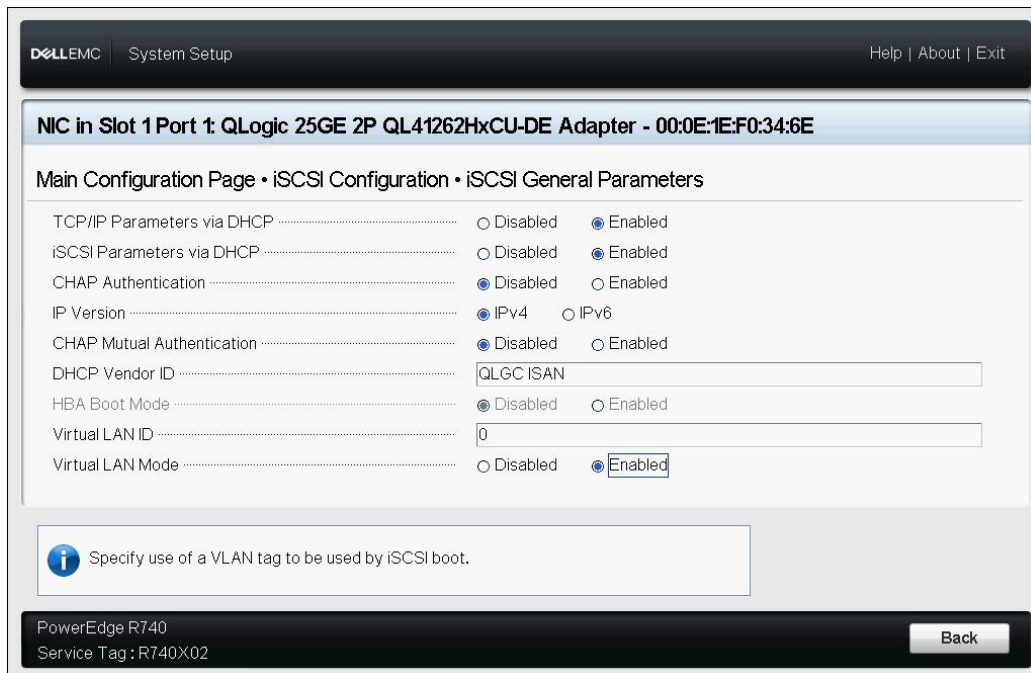 DELLEMC System Setup Help | About | Exit
NIC in Slot 1 Port 1: QLogic 25GE 2P QL41262HxCU-DE Adapter - 00:0E:1E:F0:34:6E
Main Configuration Page • iSCSI Configuration • iSCSI General Parameters
TCP/IP Parameters via DHCP Disabled Enabled
iSCSI Parameters via DHCP Disabled Enabled
CHAP Authentication Disabled Enabled
IP Version IPv4 IPv6
CHAP Mutual Authentication Disabled Enabled
DHCP Vendor ID QLGC ISAN
HBA Boot Mode Disabled Enabled
Virtual LAN ID 0
Virtual LAN Mode Disabled Enabled
Specify use of a VLAN tag to be used by iSCSI boot.
PowerEdge R740
Service Tag : R740X02
Back